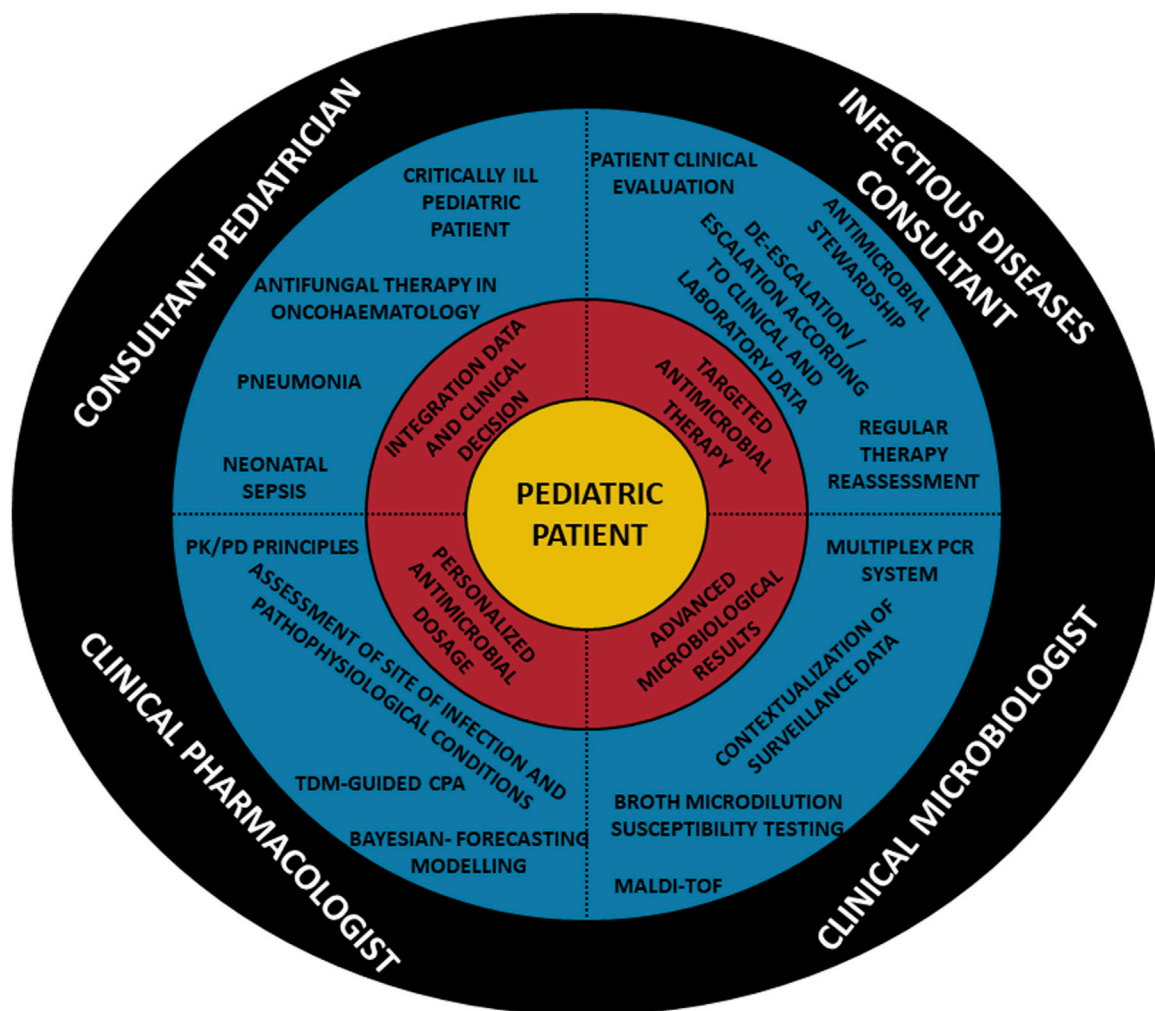 CONSULTANT PEDIATRICIAN
INFECTIOUS DISEASES
CONSULTANT
CRITICALLY ILL
PEDIATRIC
PATIENT
ANTIFUNGAL THERAPY IN
ONCOHAEMATOLOGY
PNEUMONIA
NEONATAL
SEPSIS
PATIENT CLINICAL
EVALUATION
ANTIMICROBIAL
STEWARDSHIP
DE-ESCALATION /
ESCALATION ACCORDING
TO CLINICAL AND
LABORATORY DATA
REGULAR
THERAPY
REASSESSMENT
INTEGRATION DATA
AND CLINICAL
DECISION
TARGETED
ANTIMICROBIAL
THERAPY
PEDIATRIC
PATIENT
PERSONALIZED
ANTIMICROBIAL
DOSAGE
ADVANCED
MICROBIOLOGICAL
RESULTS
PK/PD PRINCIPLES
ASSESSMENT OF SITE OF INFECTION AND
PATHOPHYSIOLOGICAL CONDITIONS
TDM-GUIDED CPA
BAYESIAN- FORECASTING
MODELLING
MULTIPLEX PCR
SYSTEM
CONTEXTUALIZATION OF
SURVEILLANCE DATA
BROTH MICRODILUTION
SUSCEPTIBILITY TESTING
MALDI-TOF
CLINICAL PHARMACOLOGIST
CLINICAL MICROBIOLOGIST